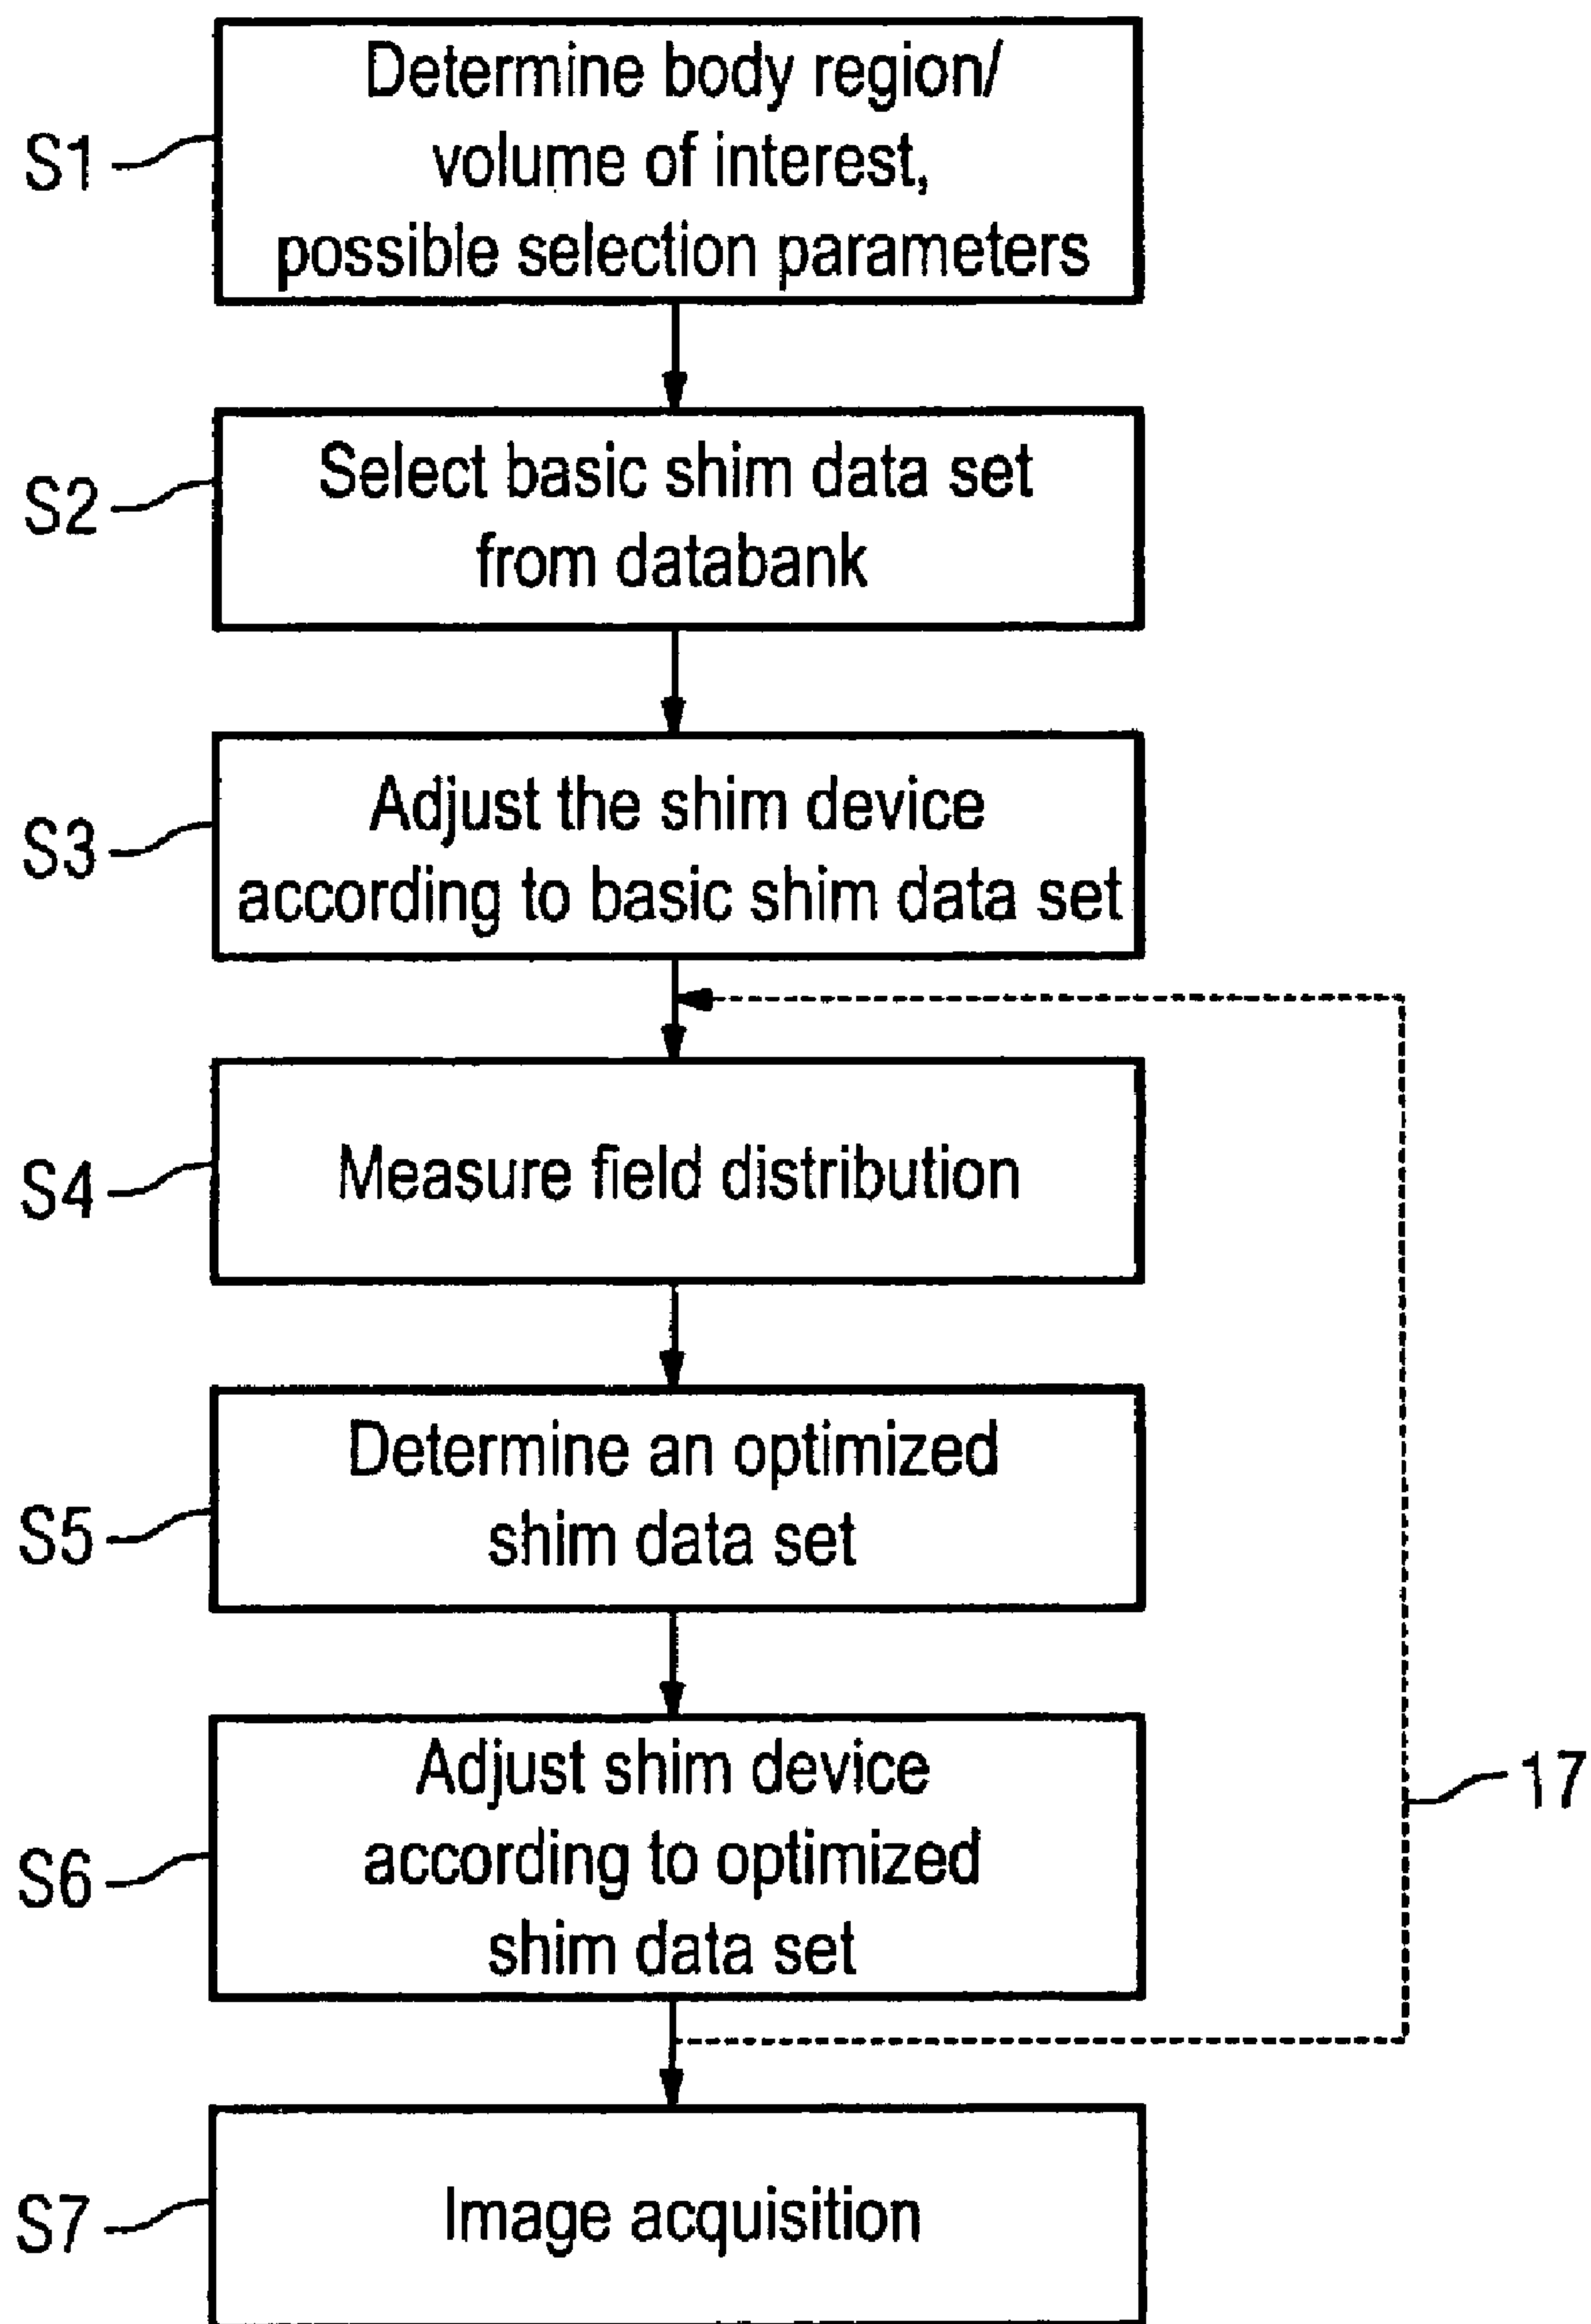 S1
Determine body region/
volume of interest,
possible selection parameters
S2
Select basic shim data set
from databank
S3
Adjust the shim device
according to basic shim data set
S4
Measure field distribution
S5
Determine an optimized
shim data set
S6
Adjust shim device
according to optimized
shim data set
17
S7
Image acquisition